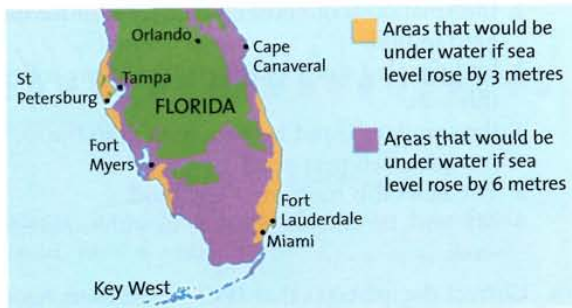 Orlando
Cape
Canaveral
St
Petersburg
Tampa
FLORIDA
Fort
Myers
Fort
Lauderdale
Miami
Key West
Areas that would be
under water if sea
level rose by 3 metres
Areas that would be
under water if sea
level rose by 6 metres